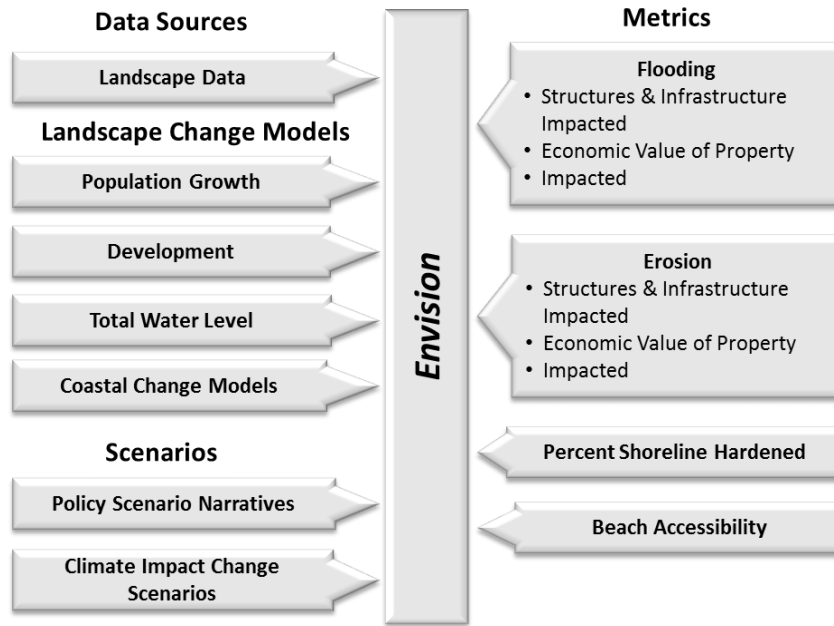 Data Sources
Landscape Data
Landscape Change Models
Population Growth
Development
Total Water Level
Coastal Change Models
Scenarios
Policy Scenario Narratives
Climate Impact Change
Scenarios
Envision
Metrics
Flooding
• Structures & Infrastructure
Impacted
• Economic Value of Property
• Impacted
Erosion
• Structures & Infrastructure
Impacted
• Economic Value of Property
• Impacted
Percent Shoreline Hardened
Beach Accessibility